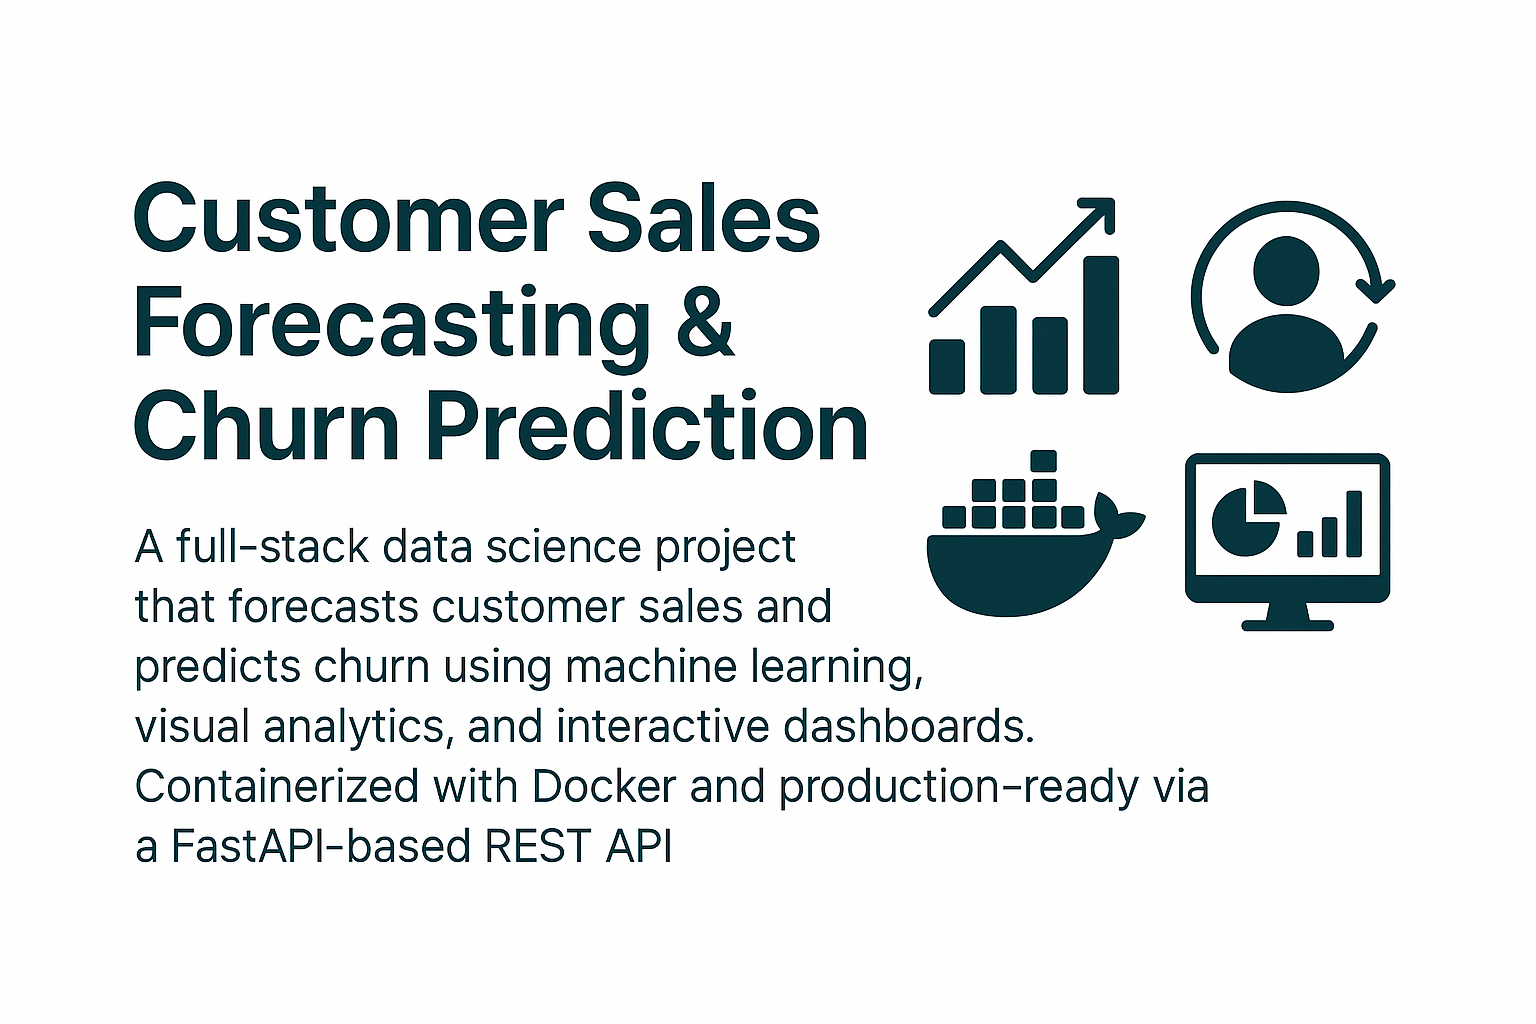 Customer Sales
Forecasting &
Churn Prediction
A full-stack data science project
that forecasts customer sales and
predicts churn using machine learning,
visual analytics, and interactive dashboards.
Containerized with Docker and production-ready via
a FastAPI-based REST API